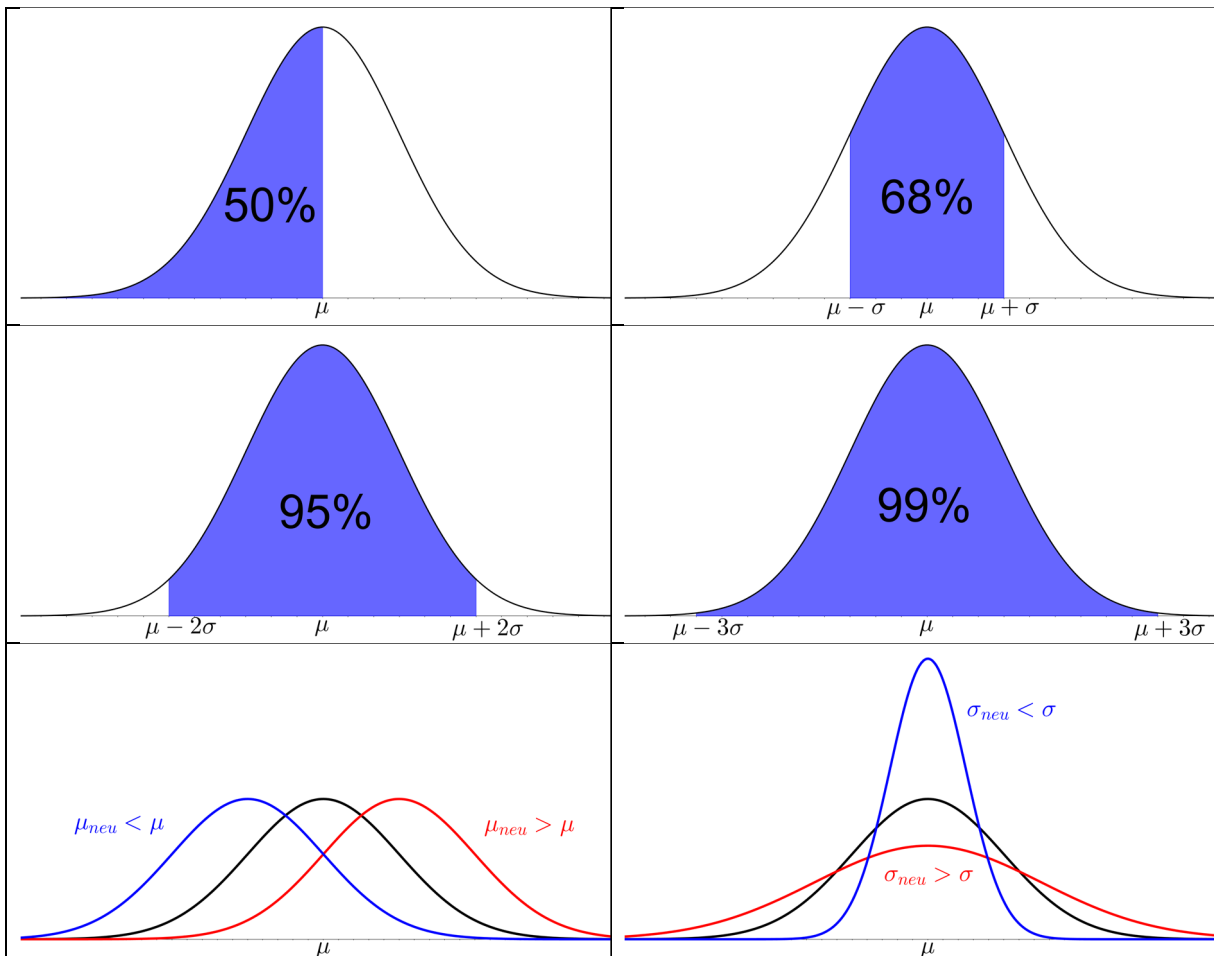 50%
μ
68%
μ − σ μ μ + σ
95%
μ − 2σ μ μ + 2σ
99%
μ − 3σ μ μ + 3σ
μ_neu < μ
μ_neu > μ
μ
σ_neu < σ
σ_neu > σ
μ